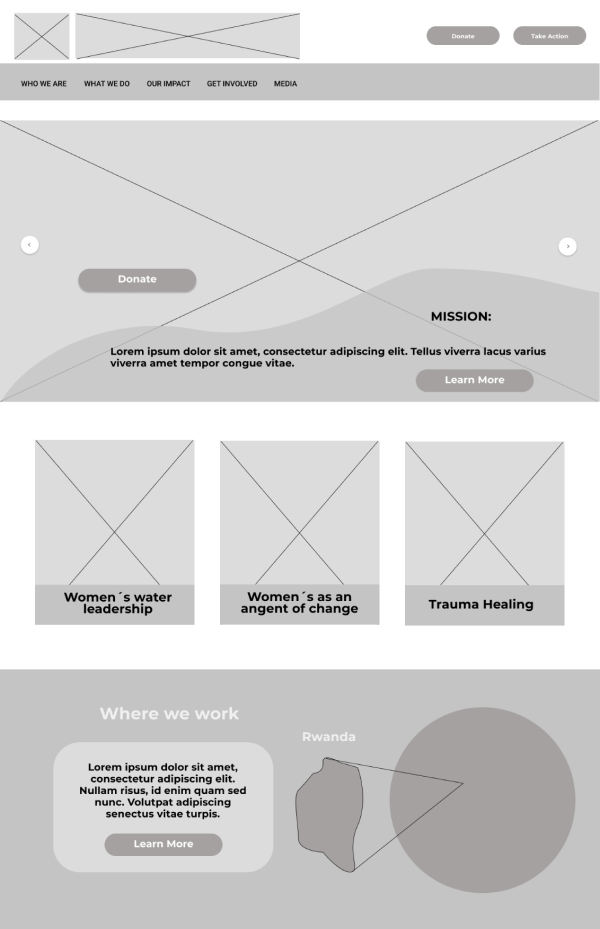 Donate
Take Action
WHO WE ARE
WHAT WE DO
OUR IMPACT
GET INVOLVED
MEDIA
Donate
MISSION:
Lorem ipsum dolor sit amet, consectetur adipiscing elit. Tellus viverra lacus varius
viverra amet tempor congue vitae.
Learn More
Women´s water
leadership
Women´s as an
angent of change
Trauma Healing
Where we work
Rwanda
Lorem ipsum dolor sit amet,
consectetur adipiscing elit.
Nullam risus, id enim quam sed
nunc. Volutpat adipiscing
senectus vitae turpis.
Learn More